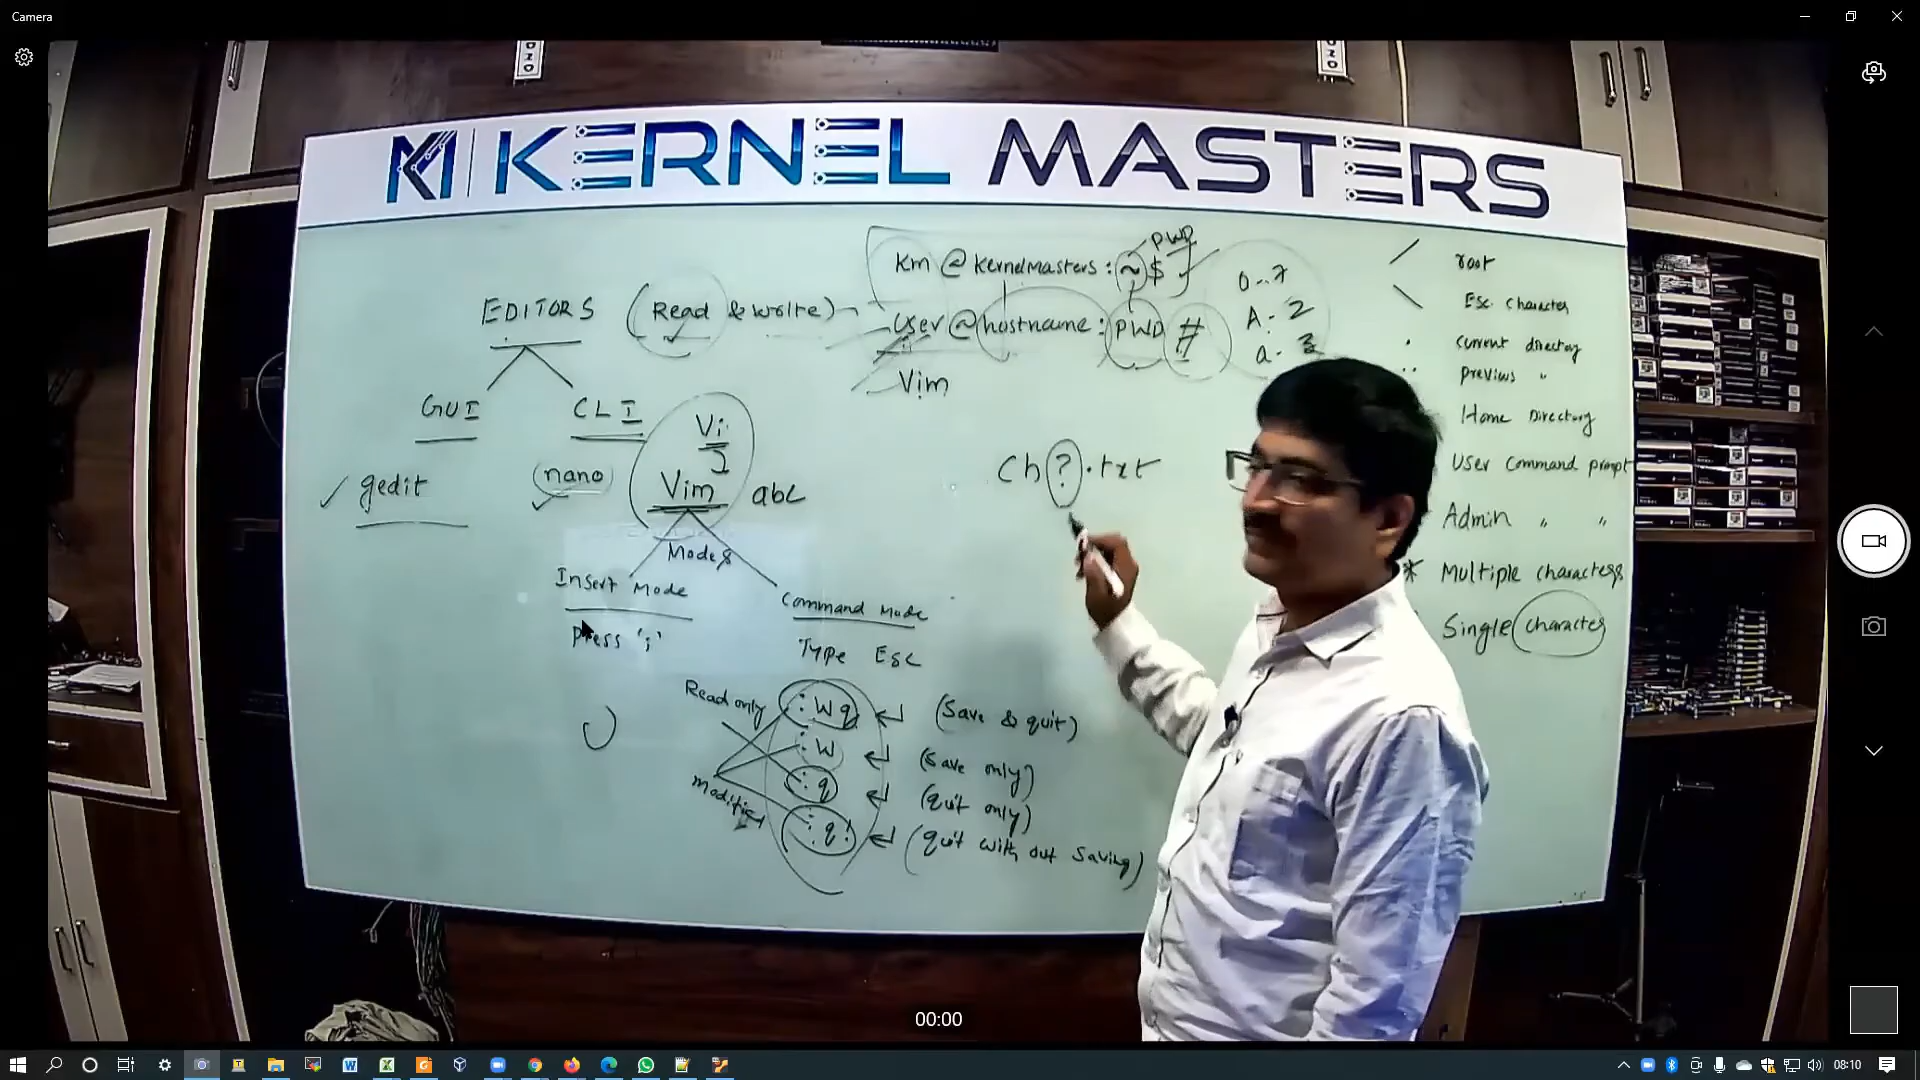 Camera
KERNEL MASTERS
PWD
km @ kernelmasters : ~ $
EDITORS (Read & write)
User @ hostname : PWD #
Vi
Vim
0..7
A - Z
a - z
GUI
CLI
gedit
nano
Vi
Vim abc
Modes
Insert Mode
Press 'i'
Command Mode
Type ESC
Ch?.txt
Read only
Modified
:wq (Save & quit)
:w (Save only)
:q (quit only)
:q! (quit with out saving)
/ root
\ Esc. character
. current directory
.. previous "
Home Directory
User Command prompt
Admin " "
* Multiple characters
Single character
00:00
08:10